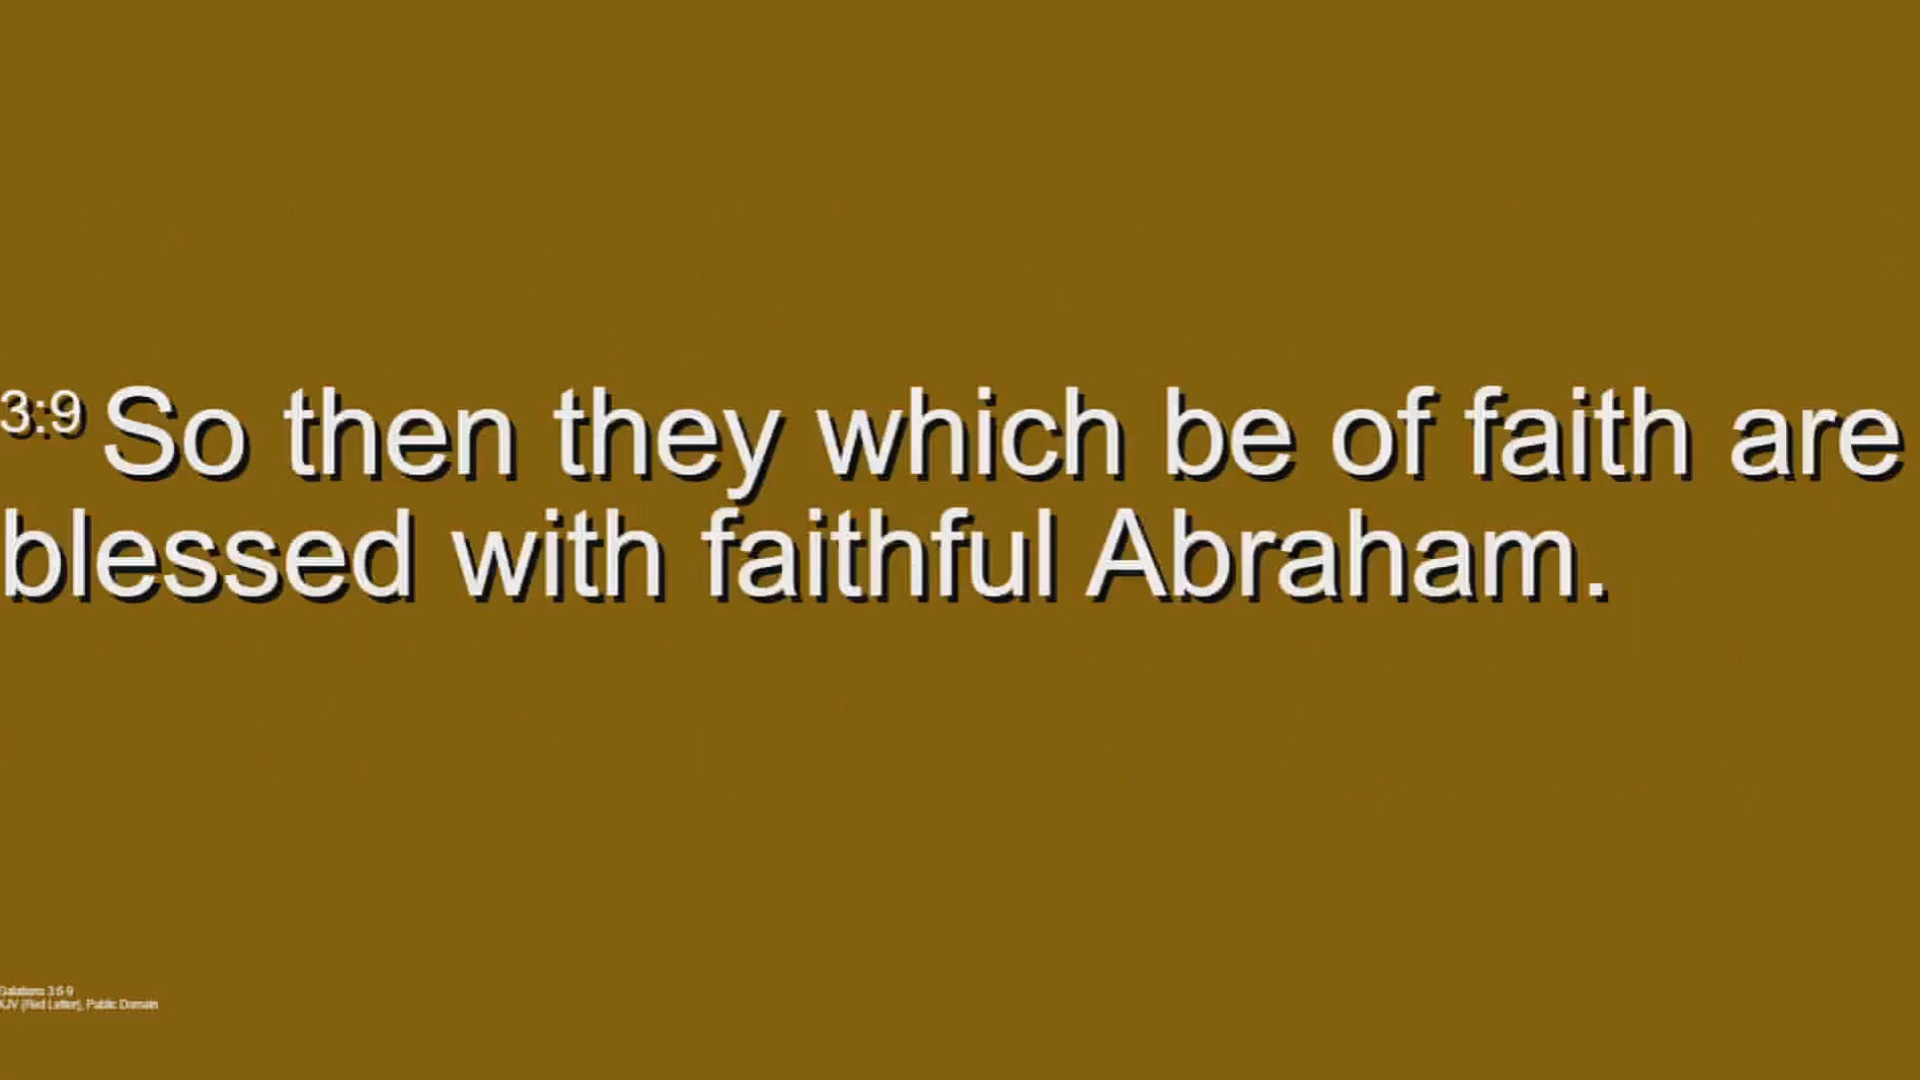 3:9 So then they which be of faith are
blessed with faithful Abraham.
Galatians 3:6-9
KJV (Red Letter), Public Domain